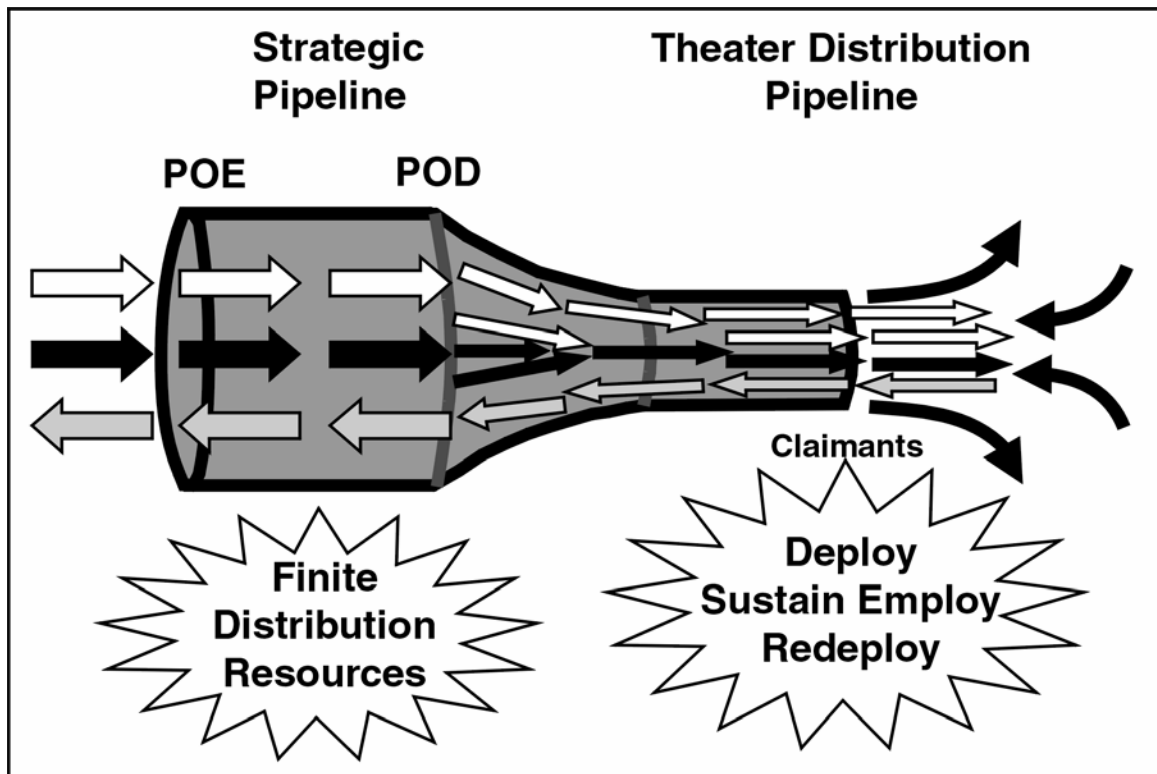 Strategic
Pipeline
Theater Distribution
Pipeline
POE
POD
Claimants
Finite
Distribution
Resources
Deploy
Sustain Employ
Redeploy